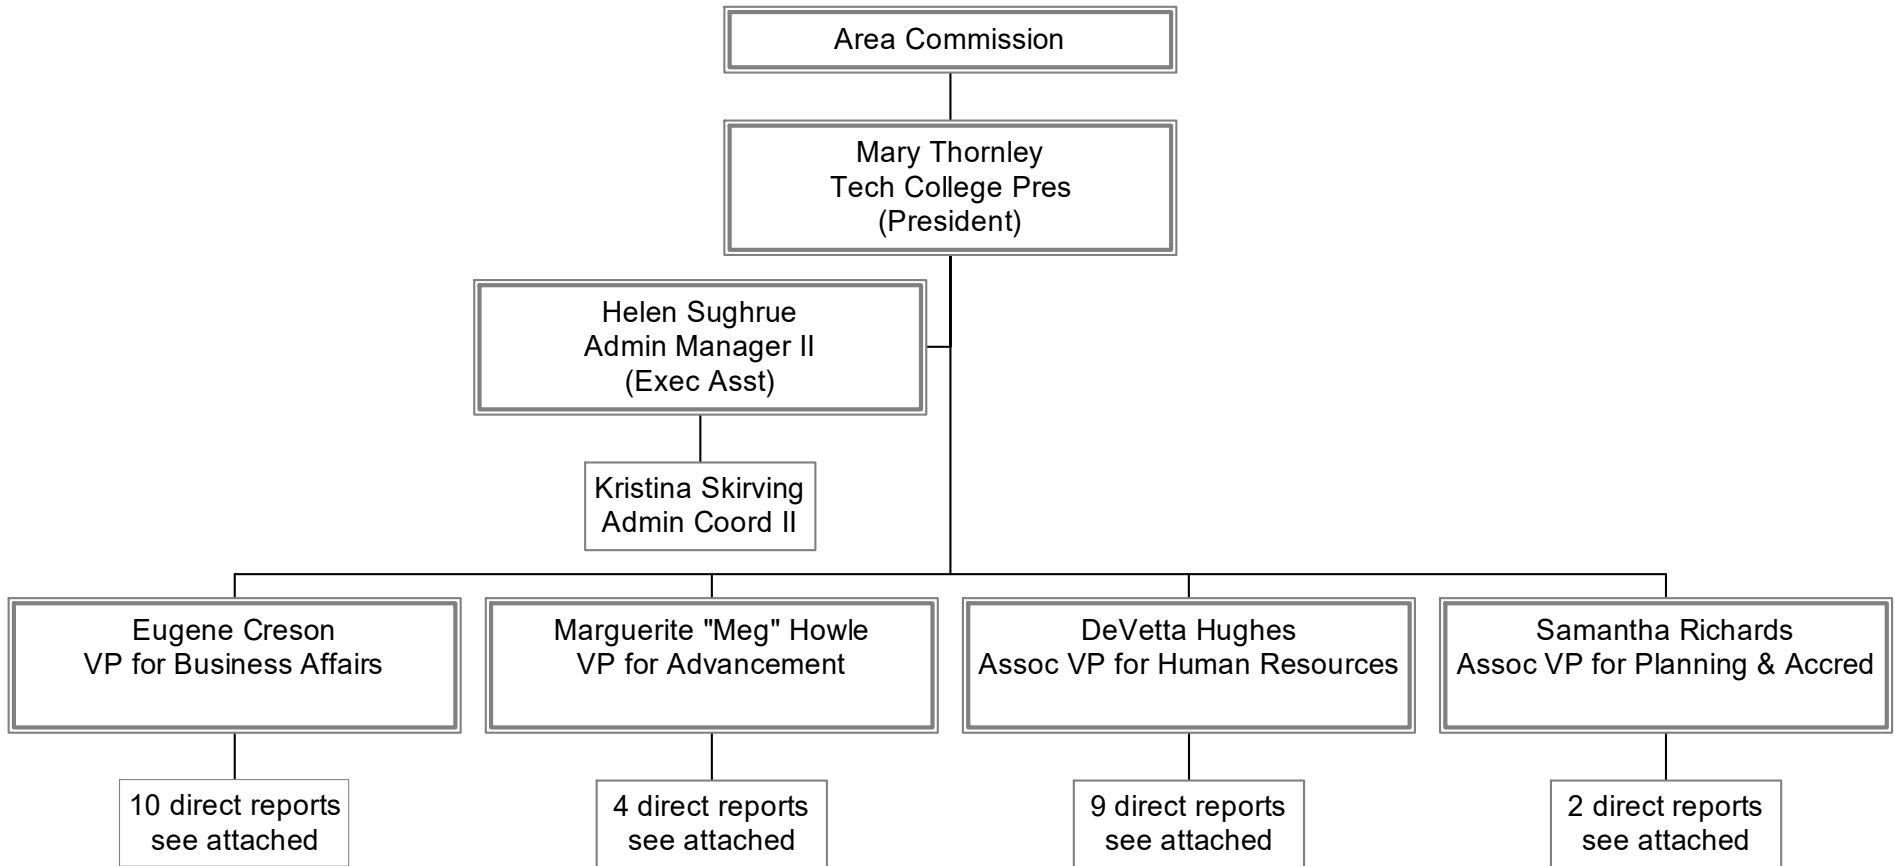 Area Commission
Mary Thornley
Tech College Pres
(President)
Helen Sughrue
Admin Manager II
(Exec Asst)
Kristina Skirving
Admin Coord II
Eugene Creson
VP for Business Affairs
Marguerite "Meg" Howle
VP for Advancement
DeVetta Hughes
Assoc VP for Human Resources
Samantha Richards
Assoc VP for Planning & Accred
10 direct reports
see attached
4 direct reports
see attached
9 direct reports
see attached
2 direct reports
see attached